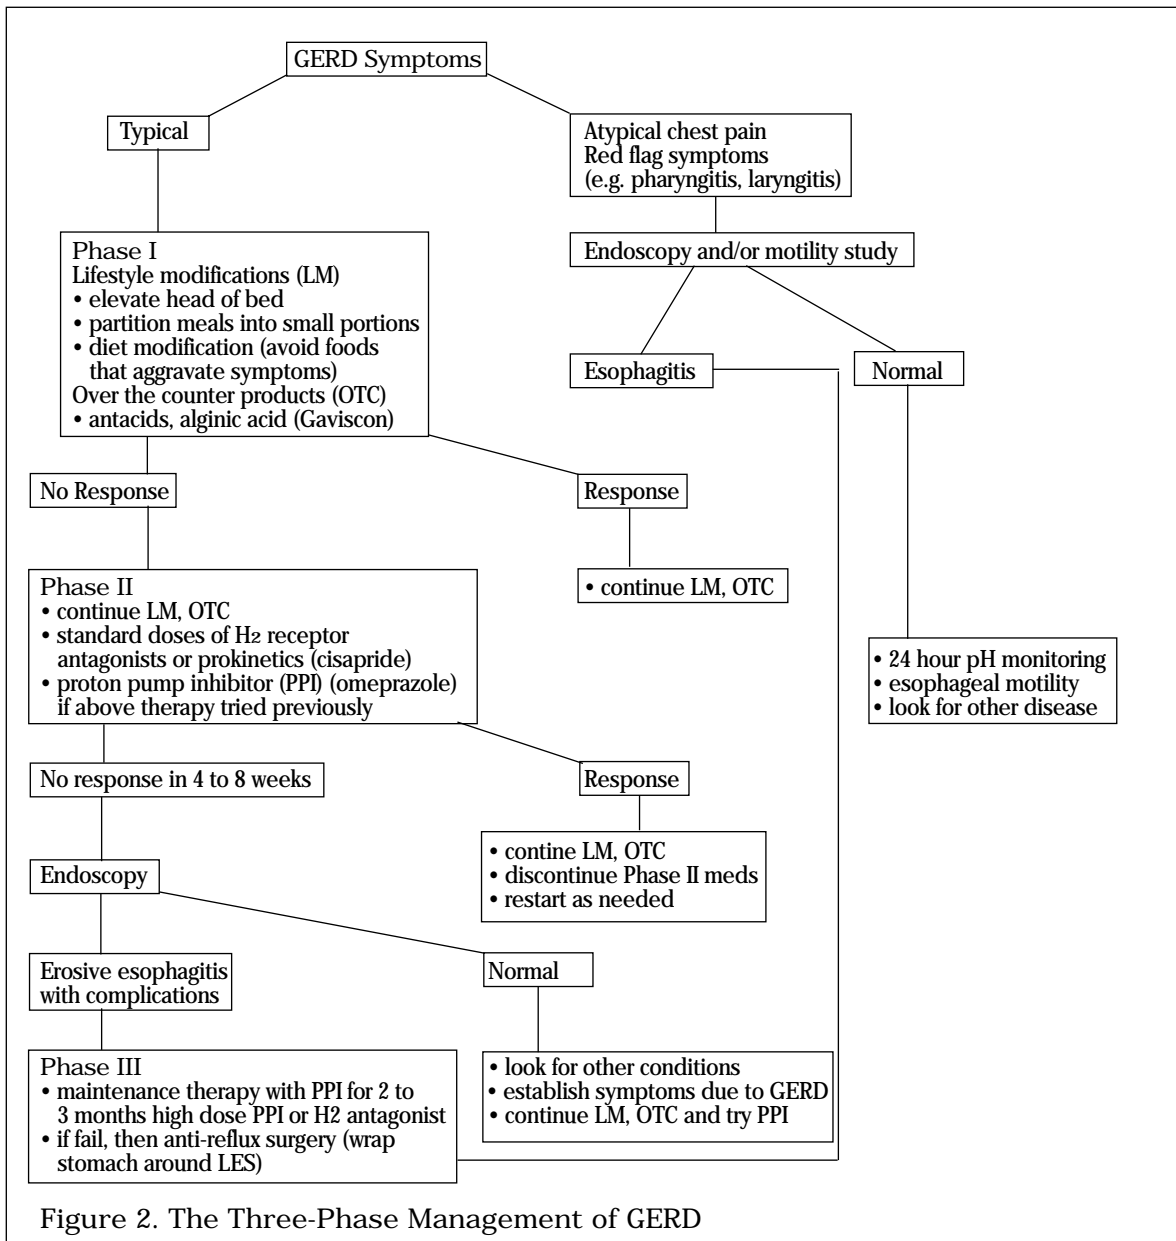 GERD Symptoms
Typical
Atypical chest pain
Red flag symptoms
(e.g. pharyngitis, laryngitis)
Phase I
Lifestyle modifications (LM)
• elevate head of bed
• partition meals into small portions
• diet modification (avoid foods
that aggravate symptoms)
Over the counter products (OTC)
• antacids, alginic acid (Gaviscon)
Endoscopy and/or motility study
Esophagitis
Normal
No Response
Response
• continue LM, OTC
Phase II
• continue LM, OTC
• standard doses of H2 receptor
antagonists or prokinetics (cisapride)
• proton pump inhibitor (PPI) (omeprazole)
if above therapy tried previously
• 24 hour pH monitoring
• esophageal motility
• look for other disease
No response in 4 to 8 weeks
Response
• contine LM, OTC
• discontinue Phase II meds
• restart as needed
Endoscopy
Erosive esophagitis
with complications
Normal
Phase III
• maintenance therapy with PPI for 2 to
3 months high dose PPI or H2 antagonist
• if fail, then anti-reflux surgery (wrap
stomach around LES)
• look for other conditions
• establish symptoms due to GERD
• continue LM, OTC and try PPI
Figure 2. The Three-Phase Management of GERD